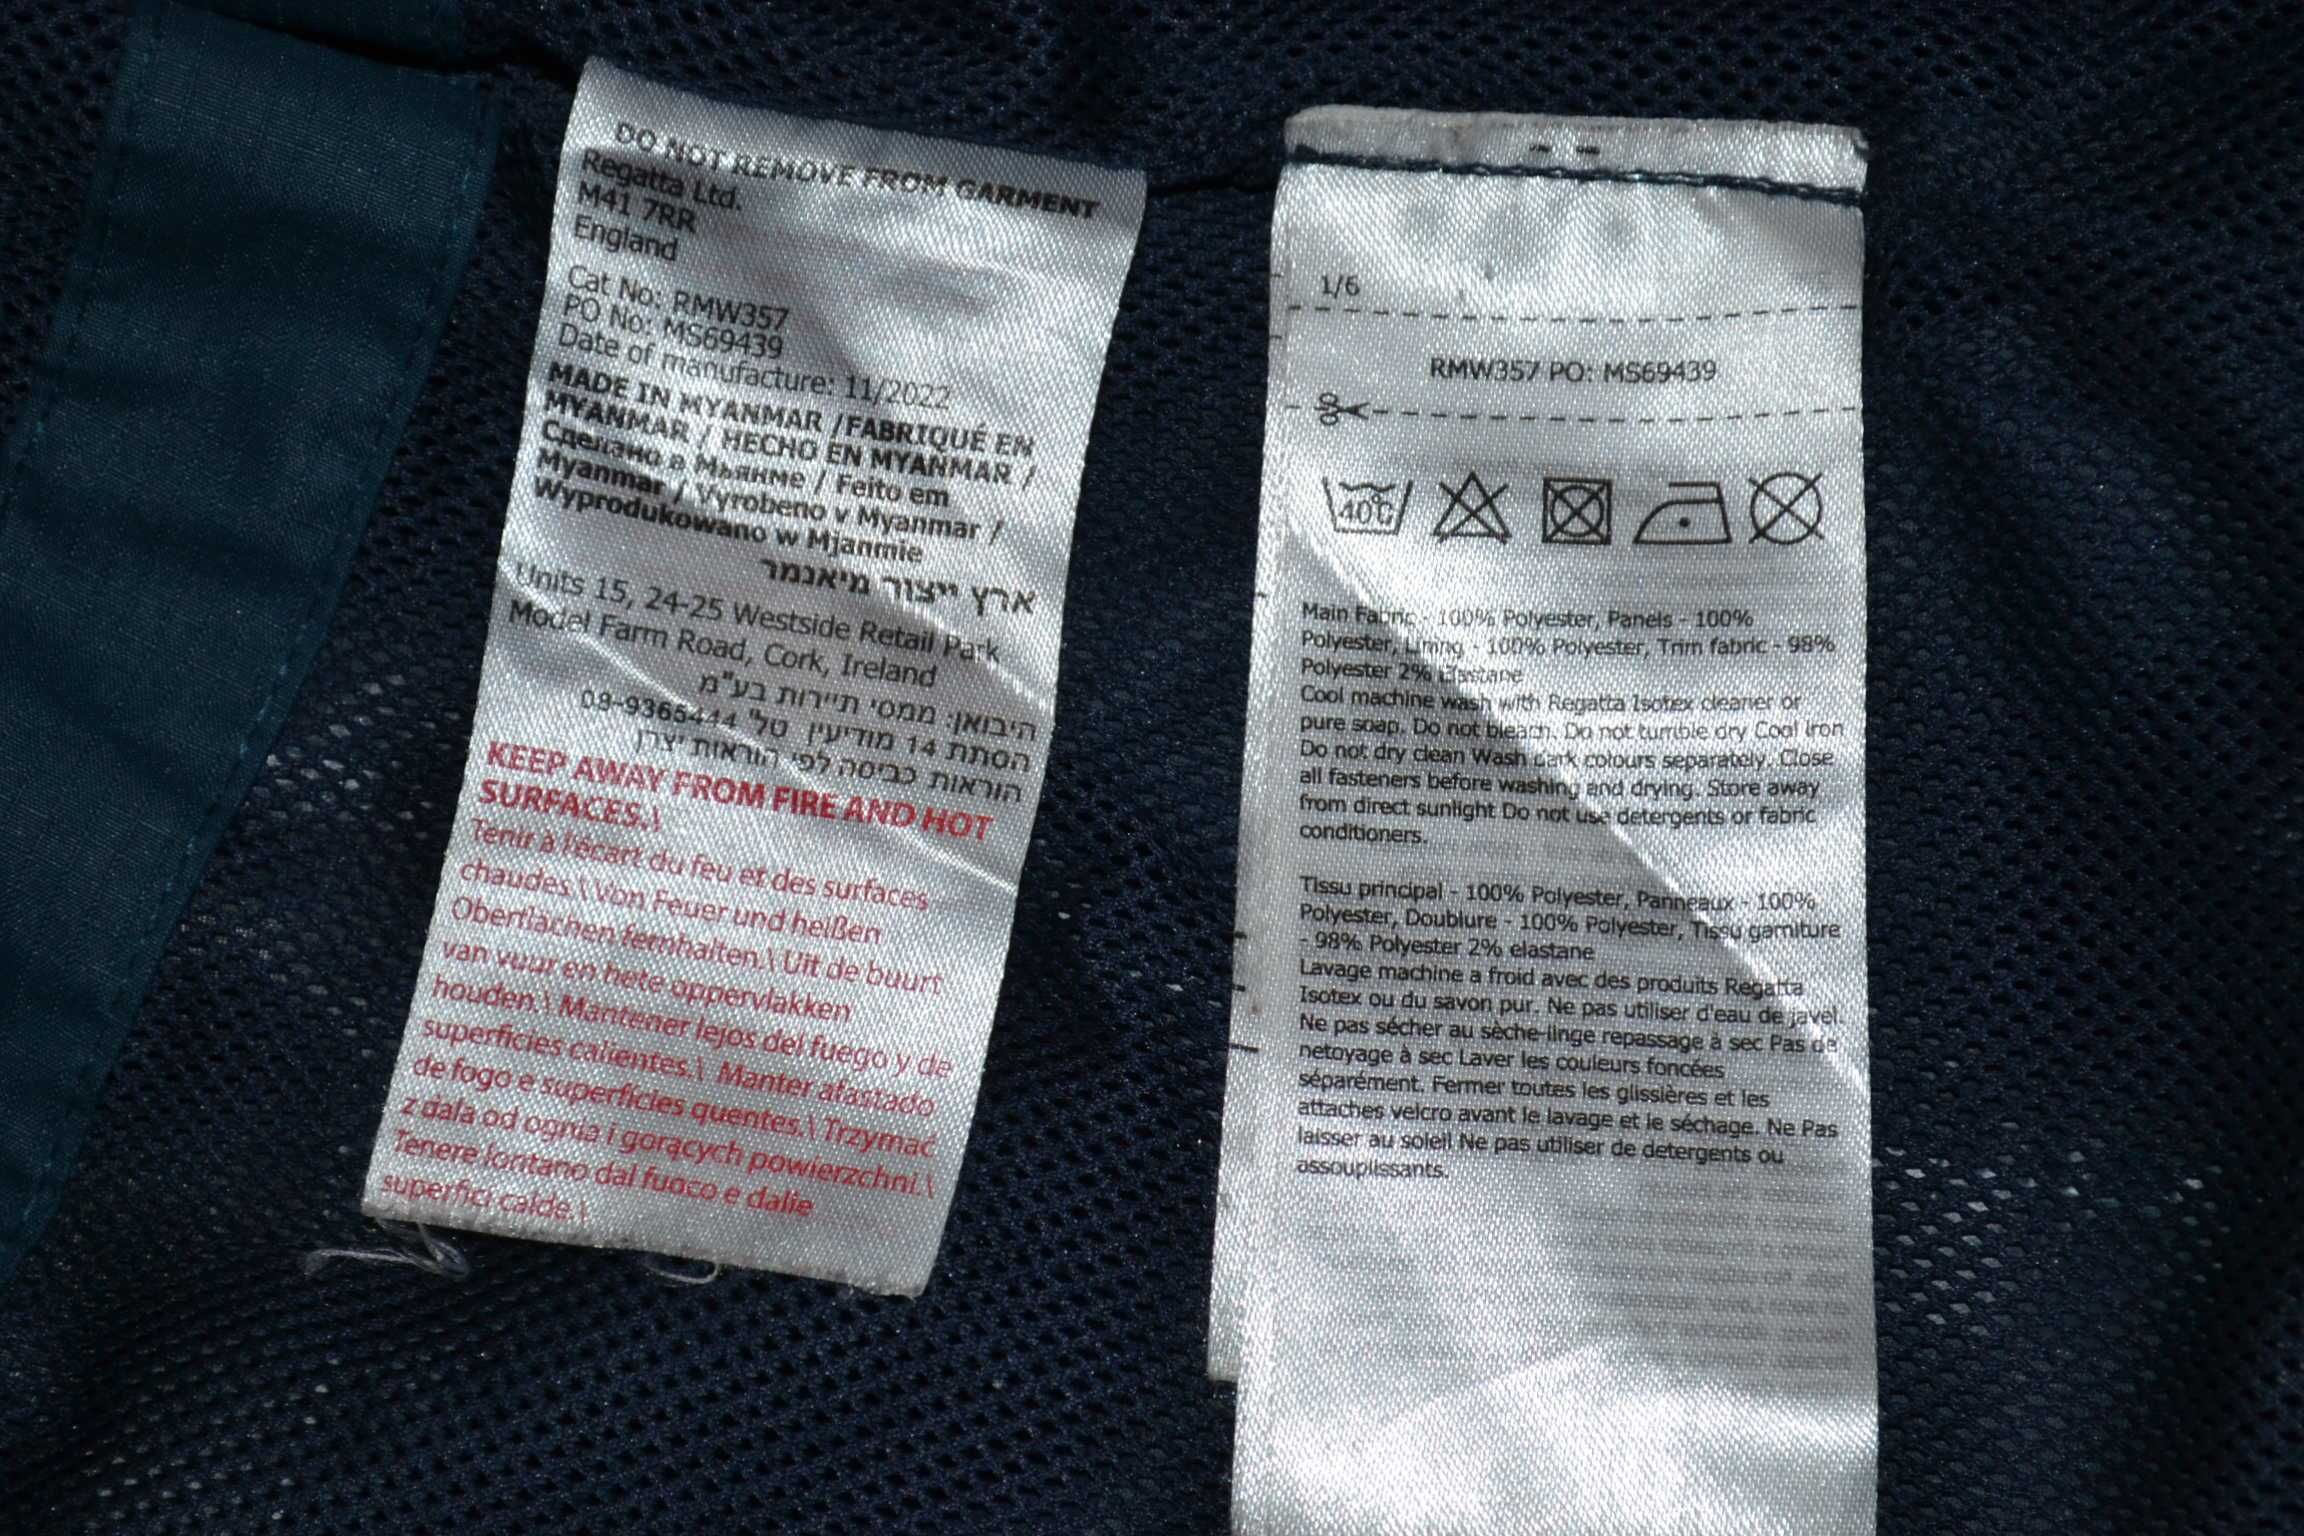 DO NOT REMOVE FROM GARMENT
Regatta Ltd.
M41 7RR
England
Cat No: RMW357
PO No: MS69439
Date of manufacture: 11/2022
MADE IN MYANMAR /FABRIQUÉ EN
MYANMAR / HECHO EN MYANMAR /
Сделано в Мьянме / Feito em
Myanmar / Vyrobeno v Myanmar /
Wyprodukowano w Mjanmie
ארץ ייצור מיאנמר
Units 15, 24-25 Westside Retail Park
Model Farm Road, Cork, Ireland
היבואן: ממסי תיירות בע"מ
הסתת 14 מודיעין טל' 08-9365444
הוראות כביסה לפי הוראות יצרן
KEEP AWAY FROM FIRE AND HOT
SURFACES.\
Tenir à l'écart du feu et des surfaces
chaudes.\ Von Feuer und heißen
Oberflächen fernhalten.\ Uit de buurt
van vuur en hete oppervlakken
houden.\ Mantener lejos del fuego y de
superficies calientes.\ Manter afastado
de fogo e superfícies quentes.\ Trzymać
z dala od ognia i gorących powierzchni.\
Tenere lontano dal fuoco e dalle
superfici calde.\
1/6
RMW357 PO: MS69439
40C
Main Fabric - 100% Polyester, Panels - 100%
Polyester, Lining - 100% Polyester, Trim fabric - 98%
Polyester 2% Elastane
Cool machine wash with Regatta Isotex cleaner or
pure soap. Do not bleach. Do not tumble dry Cool iron
Do not dry clean Wash dark colours separately. Close
all fasteners before washing and drying. Store away
from direct sunlight Do not use detergents or fabric
conditioners.
Tissu principal - 100% Polyester, Panneaux - 100%
Polyester, Doublure - 100% Polyester, Tissu garniture
- 98% Polyester 2% elastane
Lavage machine a froid avec des produits Regatta
Isotex ou du savon pur. Ne pas utiliser d'eau de javel.
Ne pas sécher au sèche-linge repassage à sec Pas de
netoyage à sec Laver les couleurs foncées
séparément. Fermer toutes les glissières et les
attaches velcro avant le lavage et le séchage. Ne Pas
laisser au soleil Ne pas utiliser de detergents ou
assouplissants.